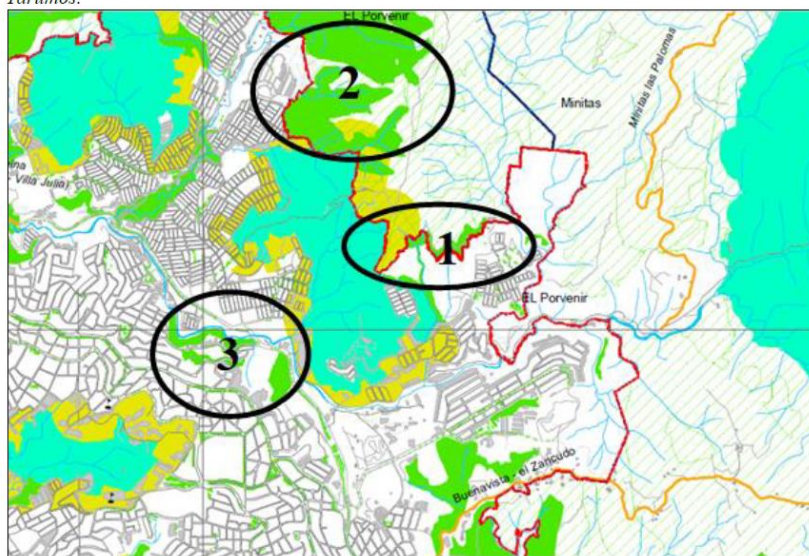 Yarumos.
EL Porvenir
2
Minitas
Minitas las Palomas
Villa Julia)
1
EL Porvenir
3
Buenavista - el Zancudo